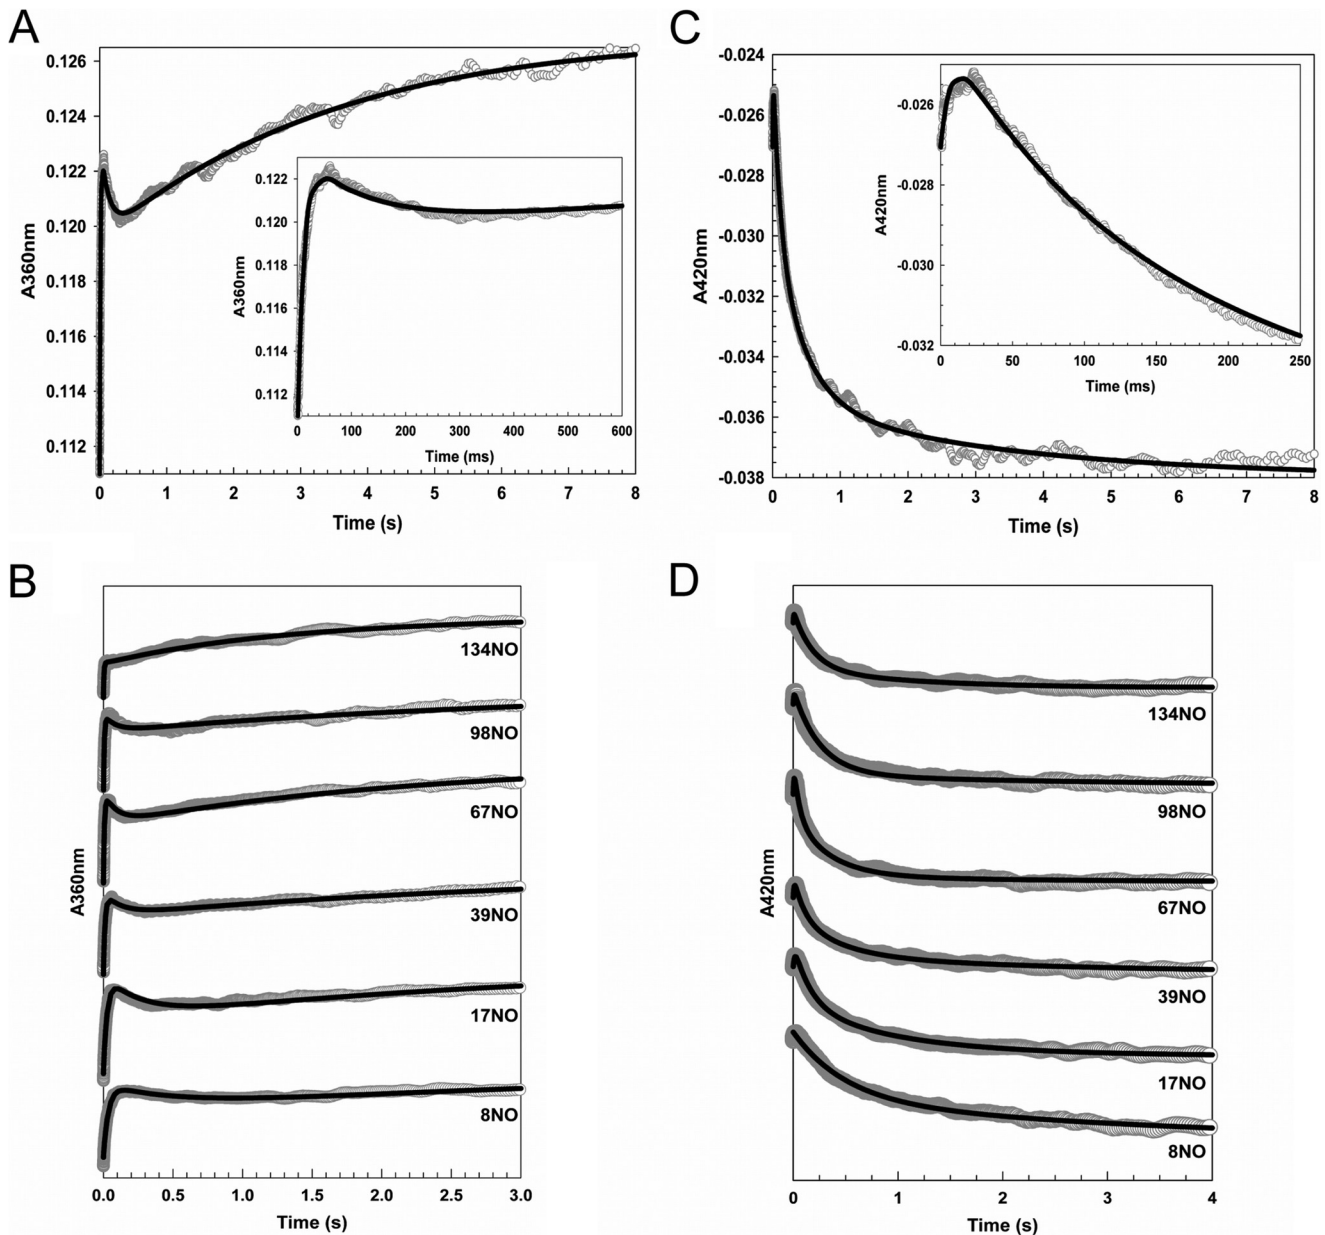 A
0.126
0.124
0.122
0.120
0.118
0.116
0.114
0.112
A360nm
0 1 2 3 4 5 6 7 8
Time (s)
0.122
0.120
0.118
0.116
0.114
0.112
A360nm
0 100 200 300 400 500 600
Time (ms)
C
-0.024
-0.026
-0.028
-0.030
-0.032
-0.034
-0.036
-0.038
A420nm
0 1 2 3 4 5 6 7 8
Time (s)
-0.026
-0.028
-0.030
-0.032
A420nm
0 50 100 150 200 250
Time (ms)
B
134NO
98NO
67NO
39NO
17NO
8NO
A360nm
0.0 0.5 1.0 1.5 2.0 2.5 3.0
Time (s)
D
134NO
98NO
67NO
39NO
17NO
8NO
A420nm
0 1 2 3 4
Time (s)